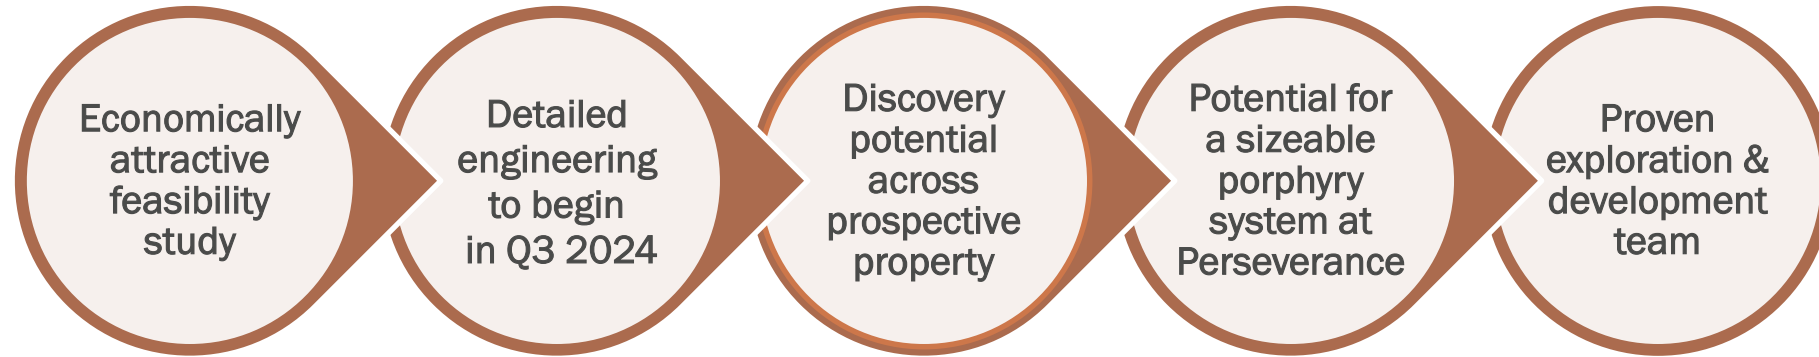 Economically
attractive
feasibility
study
Detailed
engineering
to begin
in Q3 2024
Discovery
potential
across
prospective
property
Potential for
a sizeable
porphyry
system at
Perseverance
Proven
exploration &
development
team